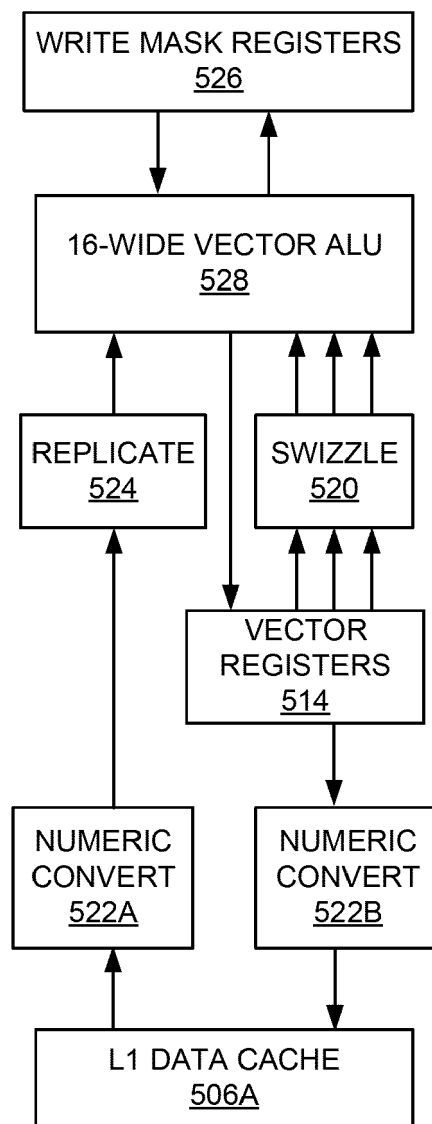 WRITE MASK REGISTERS
526
16-WIDE VECTOR ALU
528
REPLICATE
524
SWIZZLE
520
VECTOR
REGISTERS
514
NUMERIC
CONVERT
522A
NUMERIC
CONVERT
522B
L1 DATA CACHE
506A